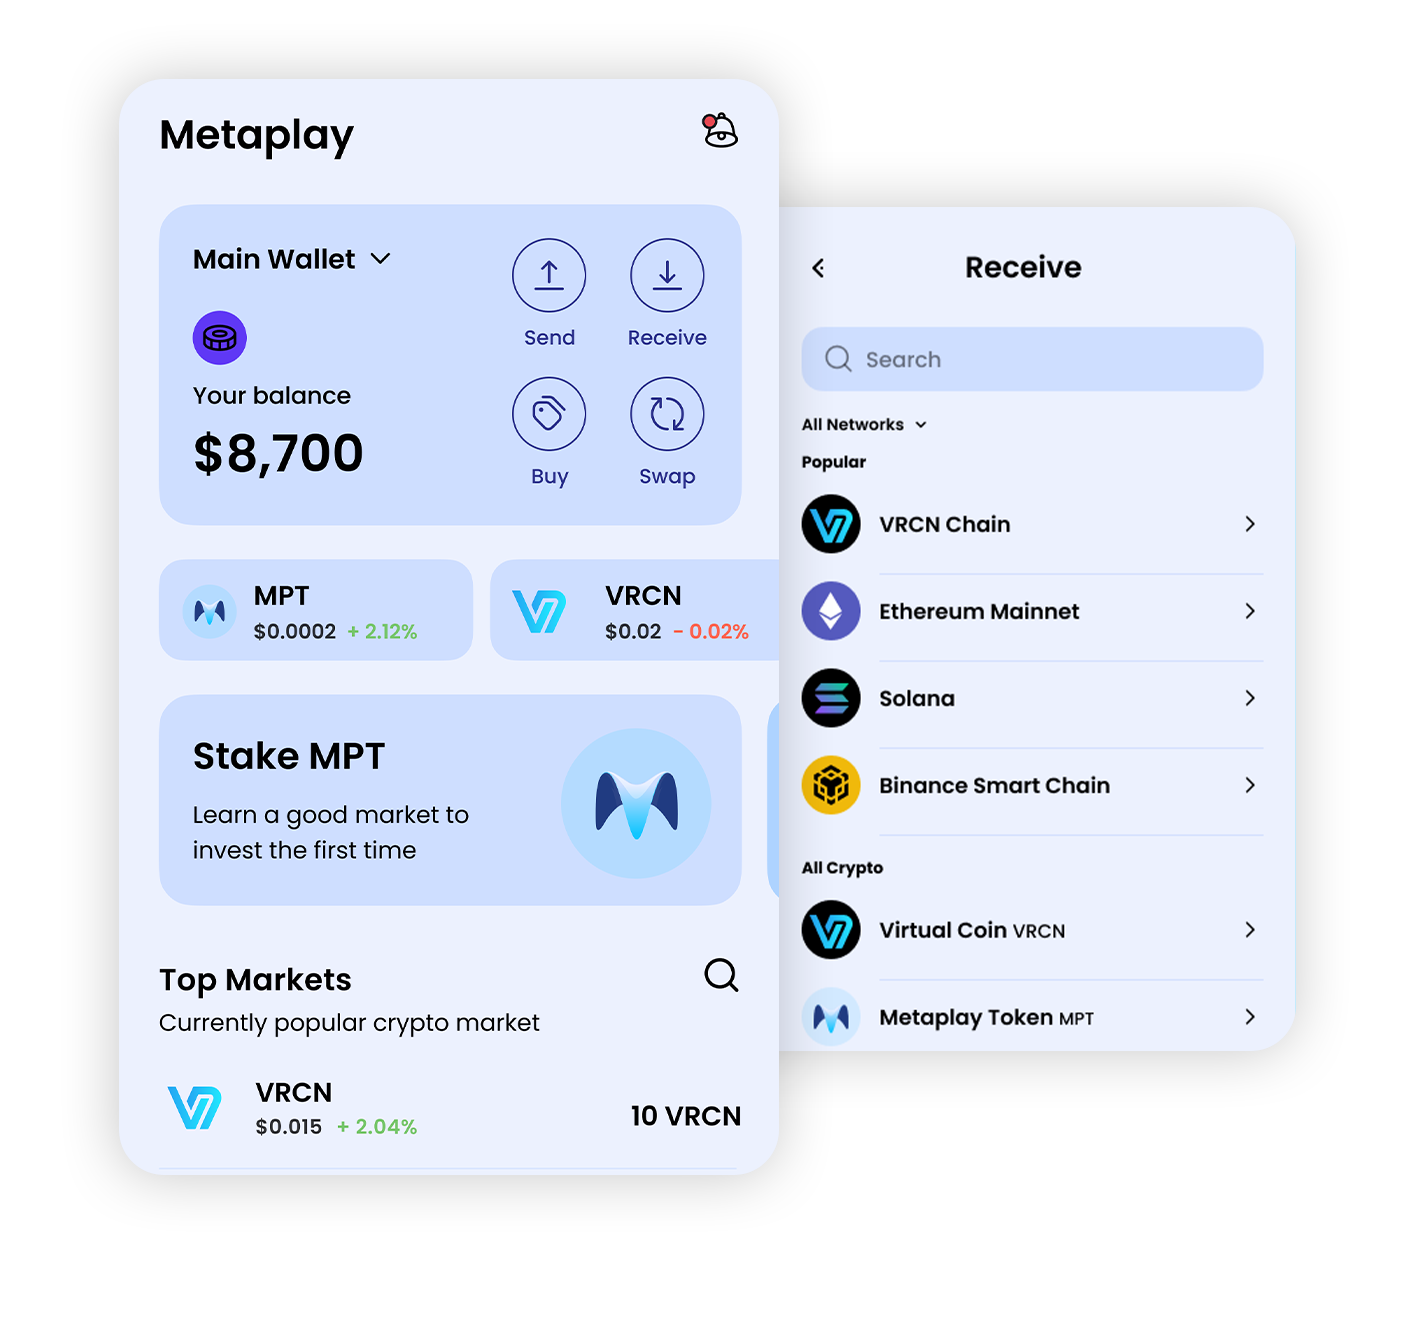 Metaplay
Main Wallet
Your balance
$8,700
Send
Receive
Buy
Swap
MPT
$0.0002 + 2.12%
VRCN
$0.02 - 0.02%
Stake MPT
Learn a good market to
invest the first time
Top Markets
Currently popular crypto market
VRCN
$0.015 + 2.04%
10 VRCN
Receive
Search
All Networks
Popular
VRCN Chain
Ethereum Mainnet
Solana
Binance Smart Chain
All Crypto
Virtual Coin VRCN
Metaplay Token MPT